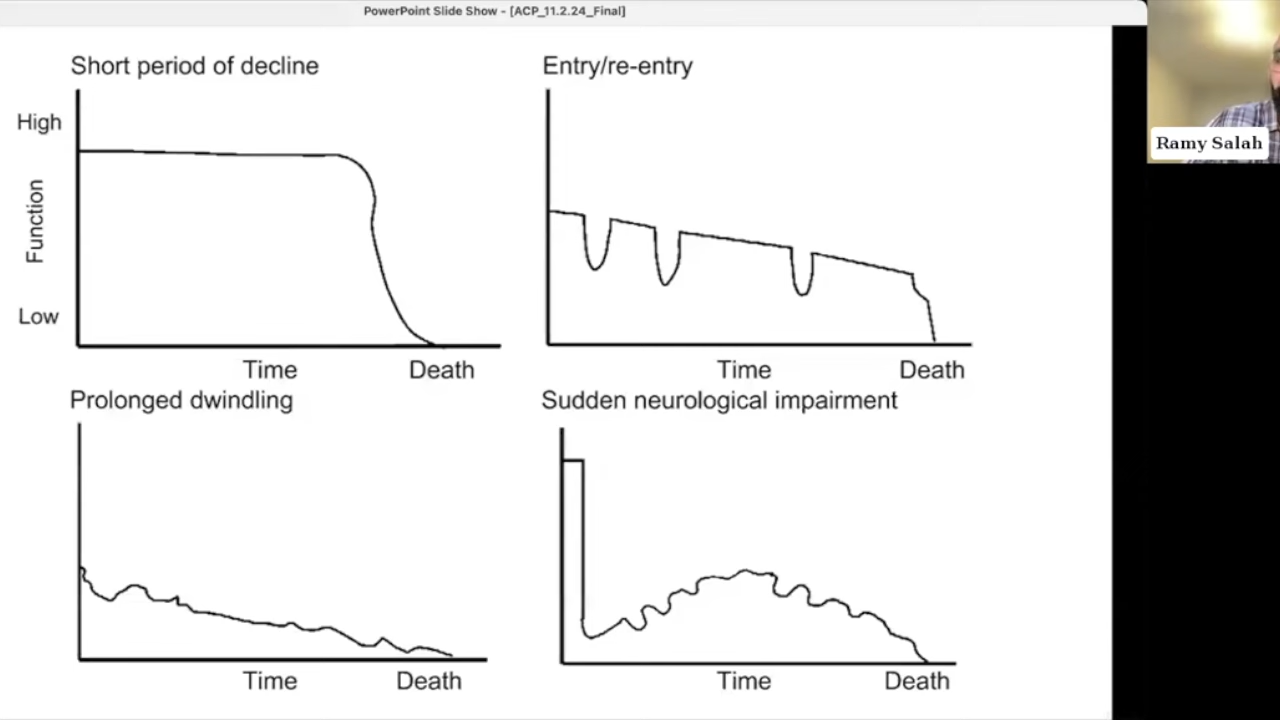 PowerPoint Slide Show - [ACP_11.2.24_Final]
Ramy Salah
Short period of decline
High
Function
Low
Time
Death
Entry/re-entry
Time
Death
Prolonged dwindling
Time
Death
Sudden neurological impairment
Time
Death